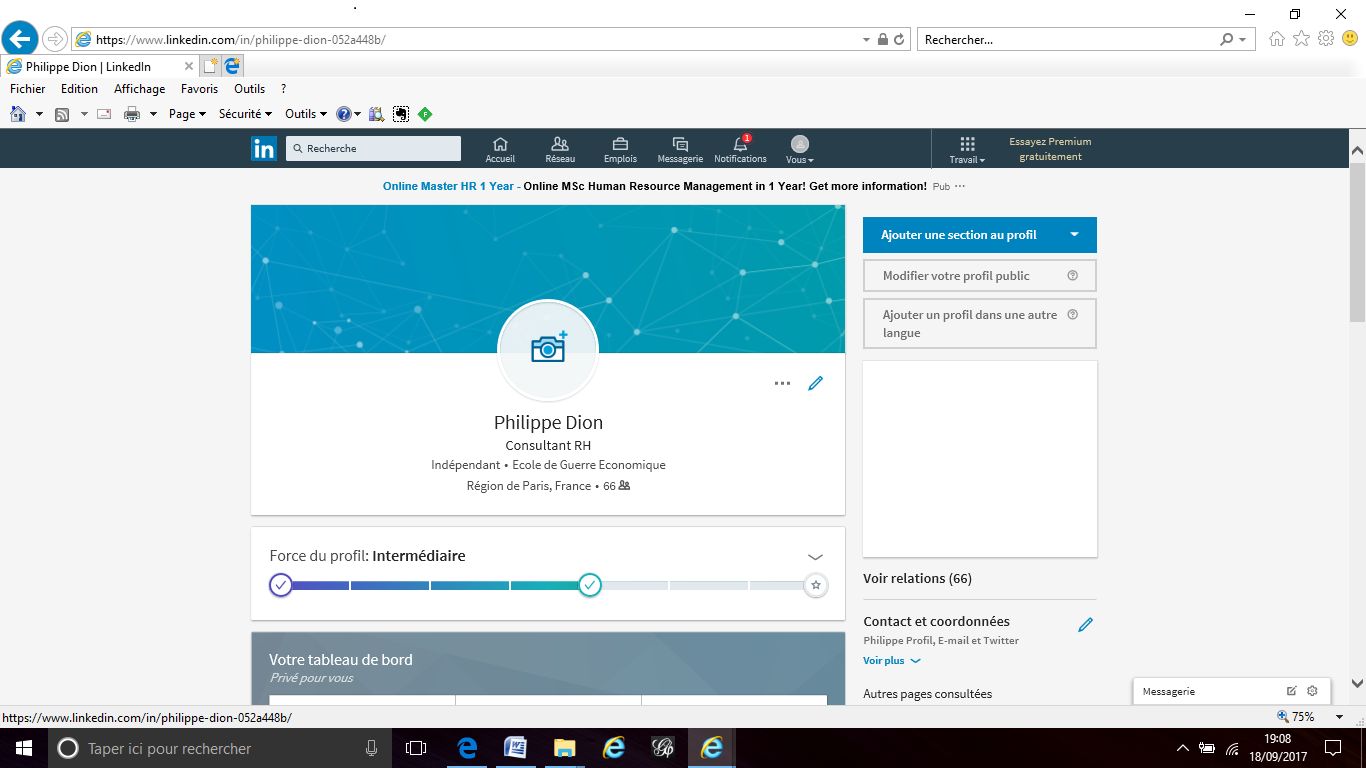 https://www.linkedin.com/in/philippe-dion-052a448b/
Rechercher...
Philippe Dion | LinkedIn
Fichier Edition Affichage Favoris Outils ?
Page Sécurité Outils
in
Recherche
Accueil
Réseau
Emplois
Messagerie
1
Notifications
Vous
Travail
Essayez Premium
gratuitement
Online Master HR 1 Year - Online MSc Human Resource Management in 1 Year! Get more information! Pub ···
Ajouter une section au profil
Modifier votre profil public
Ajouter un profil dans une autre
langue
Philippe Dion
Consultant RH
Indépendant • Ecole de Guerre Economique
Région de Paris, France • 66
Force du profil: Intermédiaire
Voir relations (66)
Contact et coordonnées
Philippe Profil, E-mail et Twitter
Voir plus
Autres pages consultées
Votre tableau de bord
Privé pour vous
Messagerie
https://www.linkedin.com/in/philippe-dion-052a448b/
75%
Taper ici pour rechercher
19:08
18/09/2017